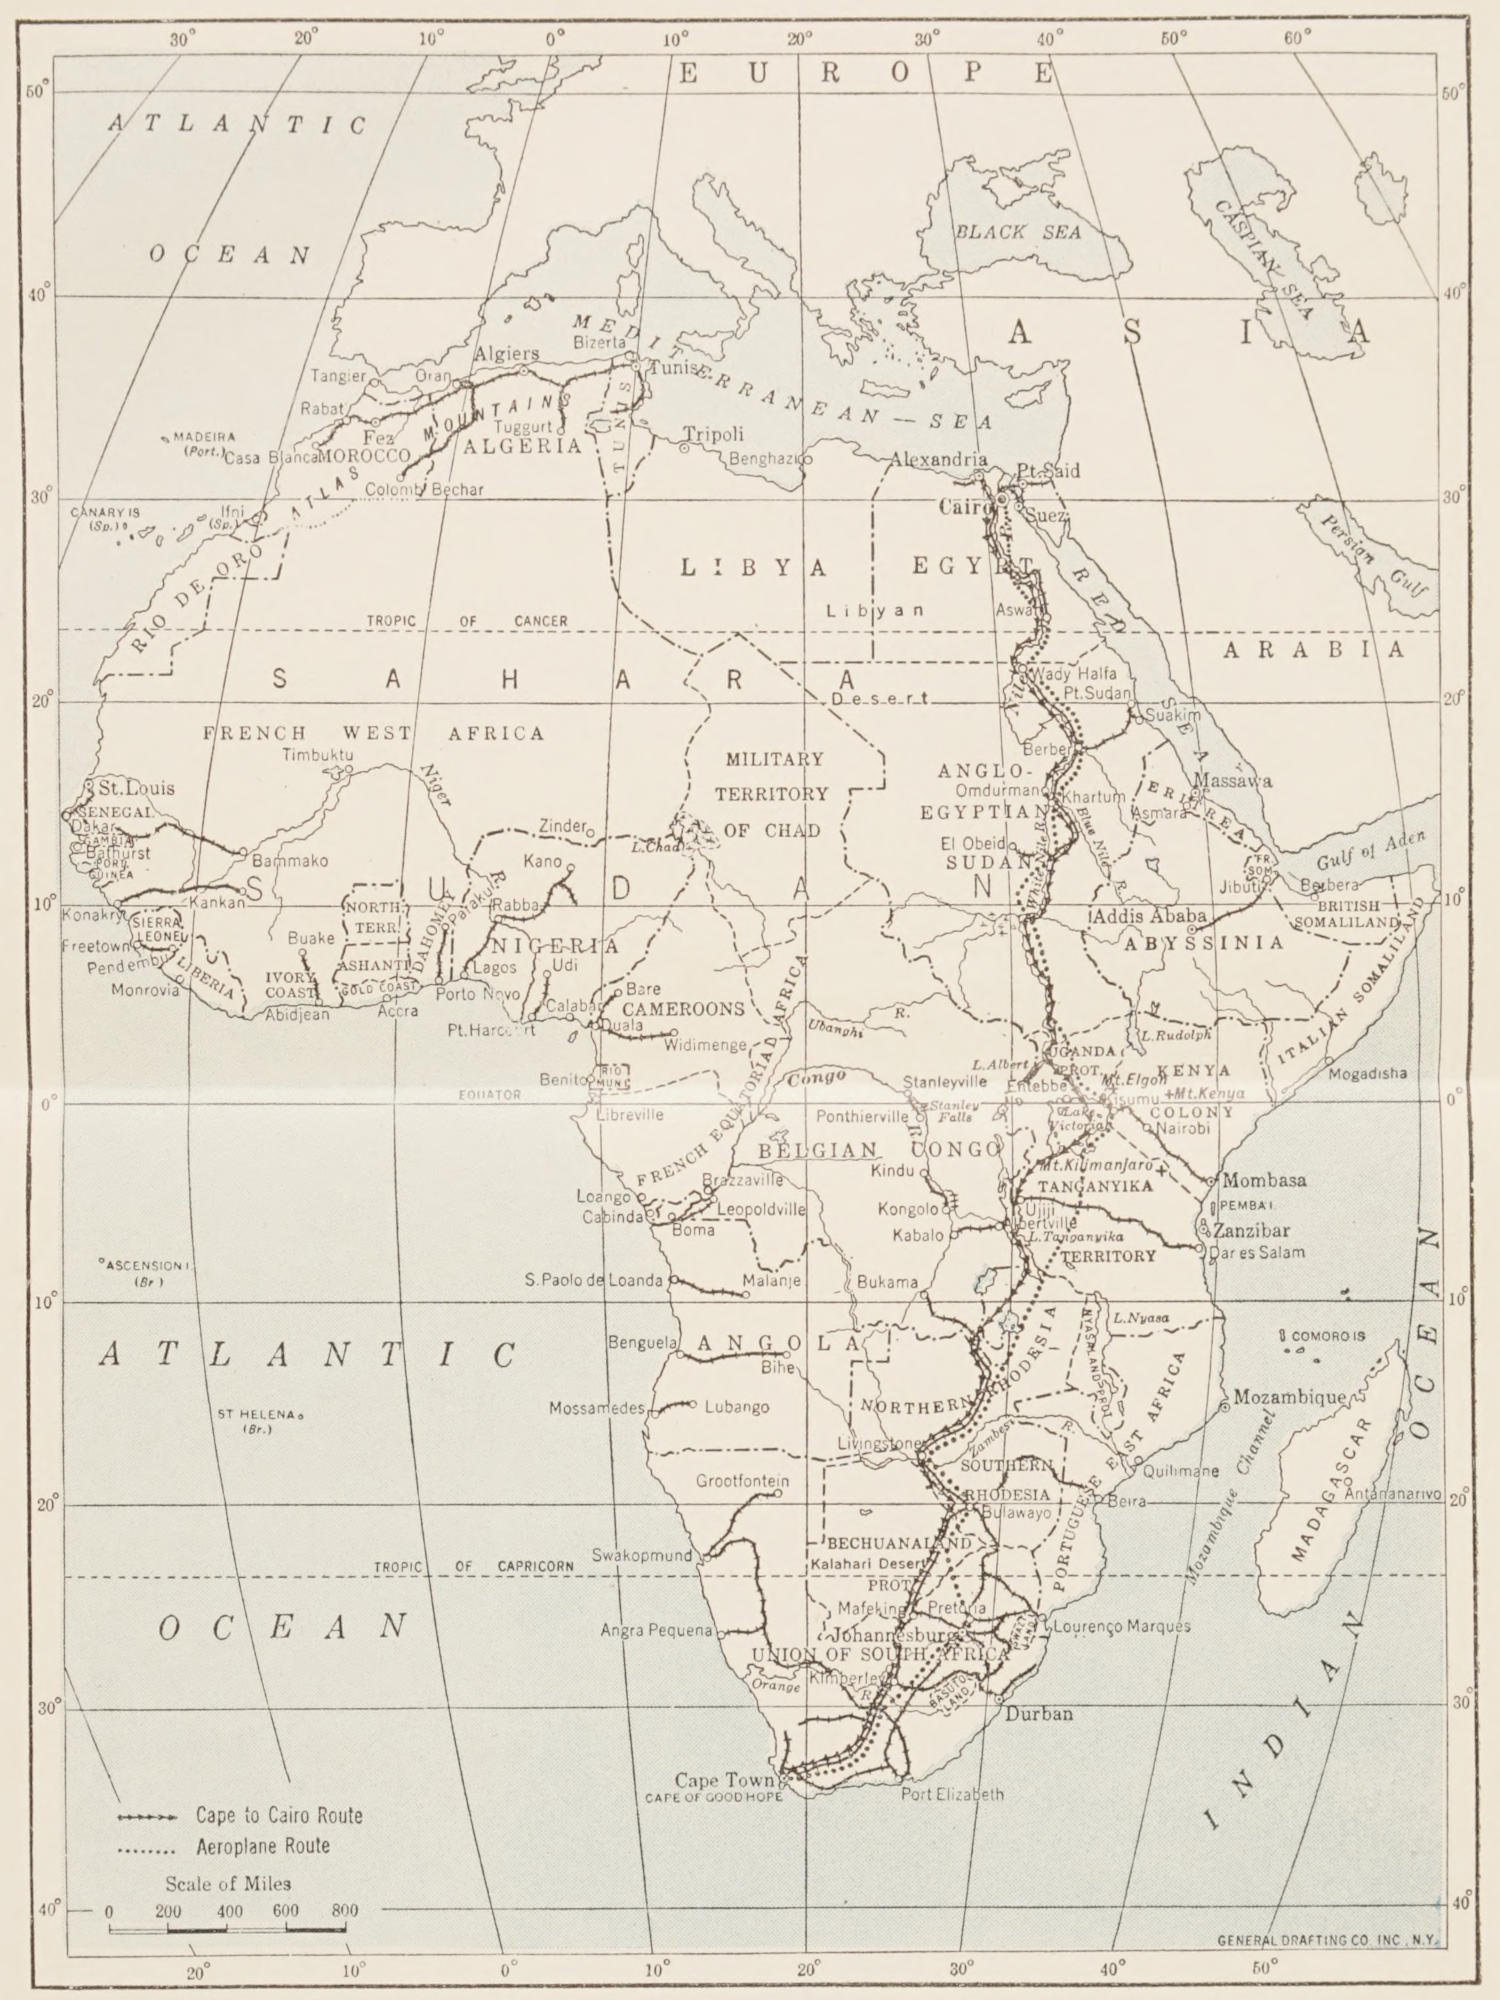 30° 20° 10° 0° 10° 20° 30° 40° 50° 60°
EUROPE
50° 50°
ATLANTIC
OCEAN
BLACK SEA
CASPIAN SEA
40° 40°
ASIA
MEDITERRANEAN — SEA
Bizerta
Algiers
Tunis
Tangier
Oran
Rabat
Fez
ATLAS MOUNTAINS
Tuggurt
TUNIS
MADEIRA
(Port.)
Casa Blanca
MOROCCO
ALGERIA
Tripoli
Benghazi
Alexandria
Pt. Said
Colomb Bechar
30° 30°
Cairo
Suez
CANARY IS
(Sp.)
Ifni
(Sp.)
RIO DE ORO
LIBYA
EGYPT
RED SEA
Persian Gulf
Libyan
Desert
Aswa
TROPIC OF CANCER
ARABIA
SAHARA
Wady Halfa
Nile
Pt. Sudan
Suakim
20° 20°
FRENCH WEST AFRICA
Timbuktu
Niger R.
MILITARY
TERRITORY
OF CHAD
Berber
ANGLO-
EGYPTIAN
SUDAN
Omdurman
Khartum
ERITREA
Massawa
Asmara
St. Louis
SENEGAL
Dakar
GAMBIA
Bathurst
PORT.
GUINEA
Zinder
L. Chad
El Obeid
White Nile R.
Blue Nile R.
Gulf of Aden
Bammako
Kano
FR.
SOM.
Jibuti
Berbera
BRITISH
SOMALILAND
10° 10°
SUDAN
Konakry
Kankan
SIERRA
LEONE
NORTH.
TERR.
DAHOMEY
Paraku
Rabba
Addis Ababa
ABYSSINIA
Freetown
Pendembu
Monrovia
LIBERIA
Buake
IVORY
COAST
Abidjean
ASHANTI
GOLD COAST
Accra
Lagos
Porto Novo
NIGERIA
Udi
Pt. Harcourt
Calabar
Bare
CAMEROONS
Duala
Widimenge
Ubanghi R.
ITALIAN SOMALILAND
L. Rudolph
L. Albert
UGANDA
PROT.
KENYA
COLONY
Mogadisha
Benito
RIO
MUNI
Congo
R.
Stanleyville
Entebbe
Mt. Elgon
Kisumu
Mt. Kenya
EQUATOR
0° 0°
Libreville
FRENCH EQUATORIAL AFRICA
Ponthierville
Stanley
Falls
Lake
Victoria
Nairobi
BELGIAN CONGO
Kindu
Mt. Kilimanjaro
Mombasa
TANGANYIKA
TERRITORY
Brazzaville
Loango
Cabinda
Leopoldville
Boma
Kongolo
Kabalo
Ujiji
Albertville
L. Tanganyika
PEMBA I.
Zanzibar
Dar es Salam
ASCENSION I.
(Br.)
S. Paolo de Loanda
Malanje
Bukama
10° 10°
L. Nyasa
NYASALAND PROT.
COMORO IS
ATLANTIC
OCEAN
Benguela
ANGOLA
Bihe
NORTHERN RHODESIA
Mozambique
ST HELENA
(Br.)
Mossamedes
Lubango
Livingstone
Zambesi R.
Grootfontein
SOUTHERN
RHODESIA
Bulawayo
Quilimane
Beira
PORTUGUESE EAST AFRICA
Mozambique Channel
MADAGASCAR
Antananarivo
20° 20°
Swakopmund
BECHUANALAND
Kalahari Desert
PROT.
TROPIC OF CAPRICORN
Mafeking
Pretoria
SWAZI
LAND
Lourenço Marques
Angra Pequena
Johannesburg
UNION OF SOUTH AFRICA
Orange R.
Kimberley
BASUTO
LAND
30° 30°
Durban
INDIAN OCEAN
Cape Town
CAPE OF GOOD HOPE
Port Elizabeth
Cape to Cairo Route
Aeroplane Route
Scale of Miles
0 200 400 600 800
40° 40°
GENERAL DRAFTING CO. INC., N.Y.
20° 10° 0° 10° 20° 30° 40° 50°